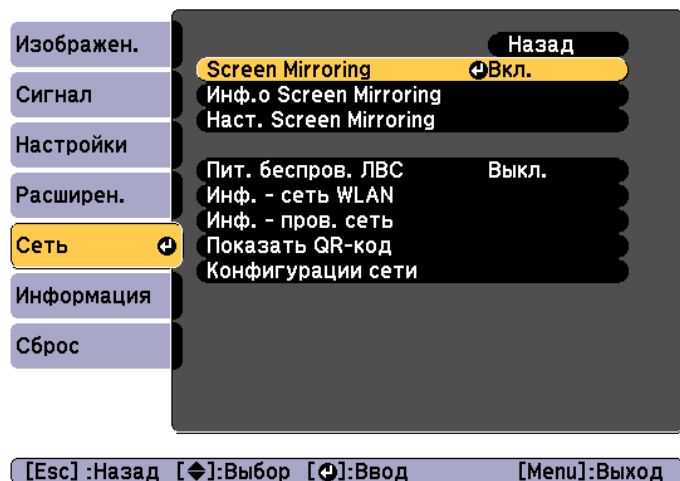 Изображен.
Сигнал
Настройки
Расширен.
Сеть
Информация
Сброс
Назад
Screen Mirroring Вкл.
Инф.о Screen Mirroring
Наст. Screen Mirroring
Пит. беспров. ЛВС Выкл.
Инф. - сеть WLAN
Инф. - пров. сеть
Показать QR-код
Конфигурации сети
[Esc] :Назад [◆]:Выбор [⏎]:Ввод [Menu]:Выход